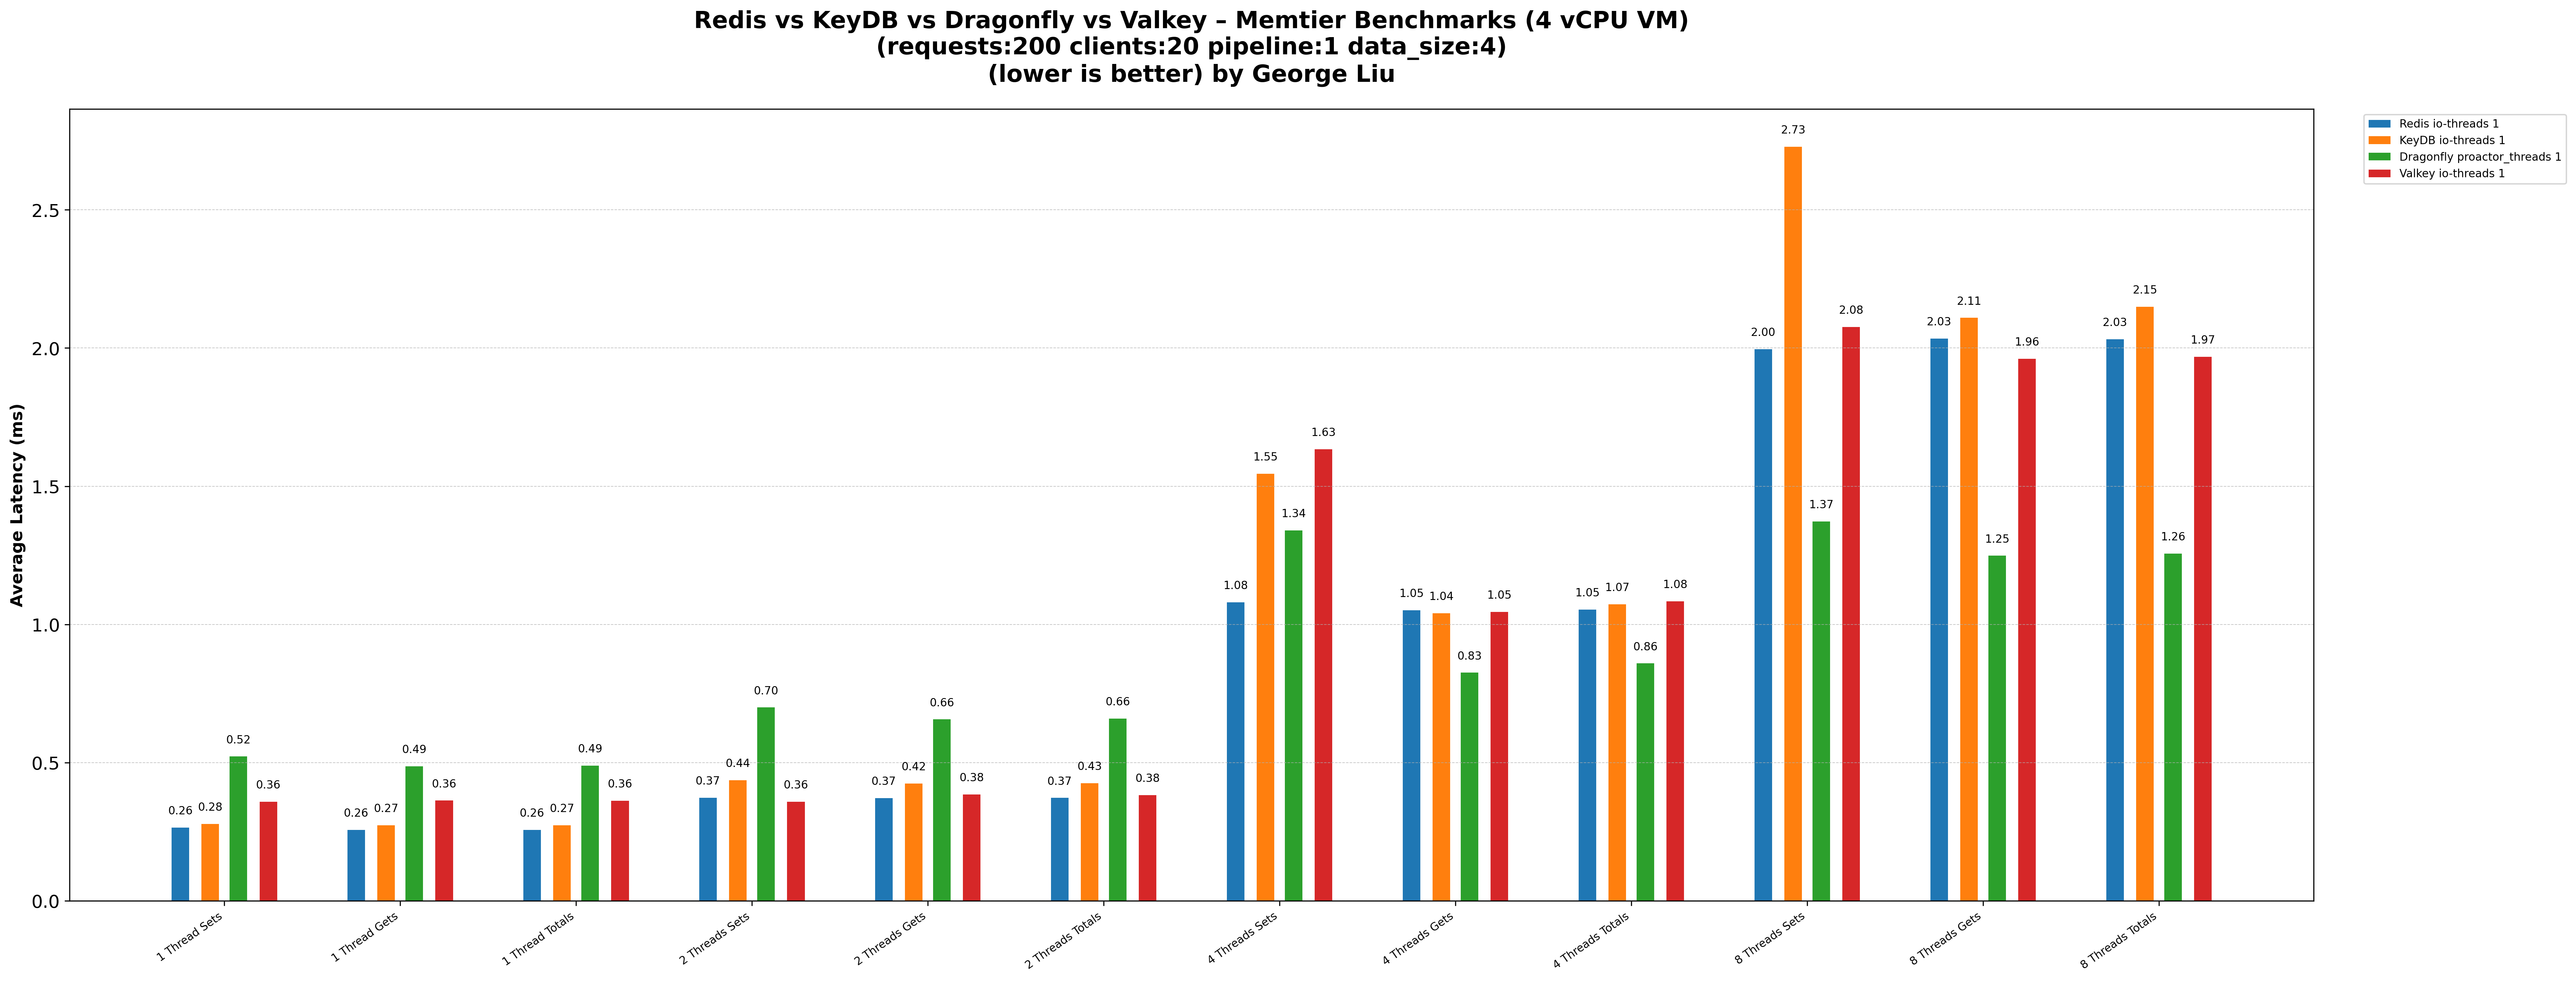 Redis vs KeyDB vs Dragonfly vs Valkey – Memtier Benchmarks (4 vCPU VM)
(requests:200 clients:20 pipeline:1 data_size:4)
(lower is better) by George Liu
Redis io-threads 1
KeyDB io-threads 1
Dragonfly proactor_threads 1
Valkey io-threads 1
Average Latency (ms)
2.5
2.0
1.5
1.0
0.5
0.0
0.26 0.28 0.52 0.36
0.26 0.27 0.49 0.36
0.26 0.27 0.49 0.36
0.37 0.44 0.70 0.36
0.37 0.42 0.66 0.38
0.37 0.43 0.66 0.38
1.08 1.55 1.34 1.63
1.05 1.04 0.83 1.05
1.05 1.07 0.86 1.08
2.00 2.73 1.37 2.08
2.03 2.11 1.25 1.96
2.03 2.15 1.26 1.97
1 Thread Sets
1 Thread Gets
1 Thread Totals
2 Threads Sets
2 Threads Gets
2 Threads Totals
4 Threads Sets
4 Threads Gets
4 Threads Totals
8 Threads Sets
8 Threads Gets
8 Threads Totals